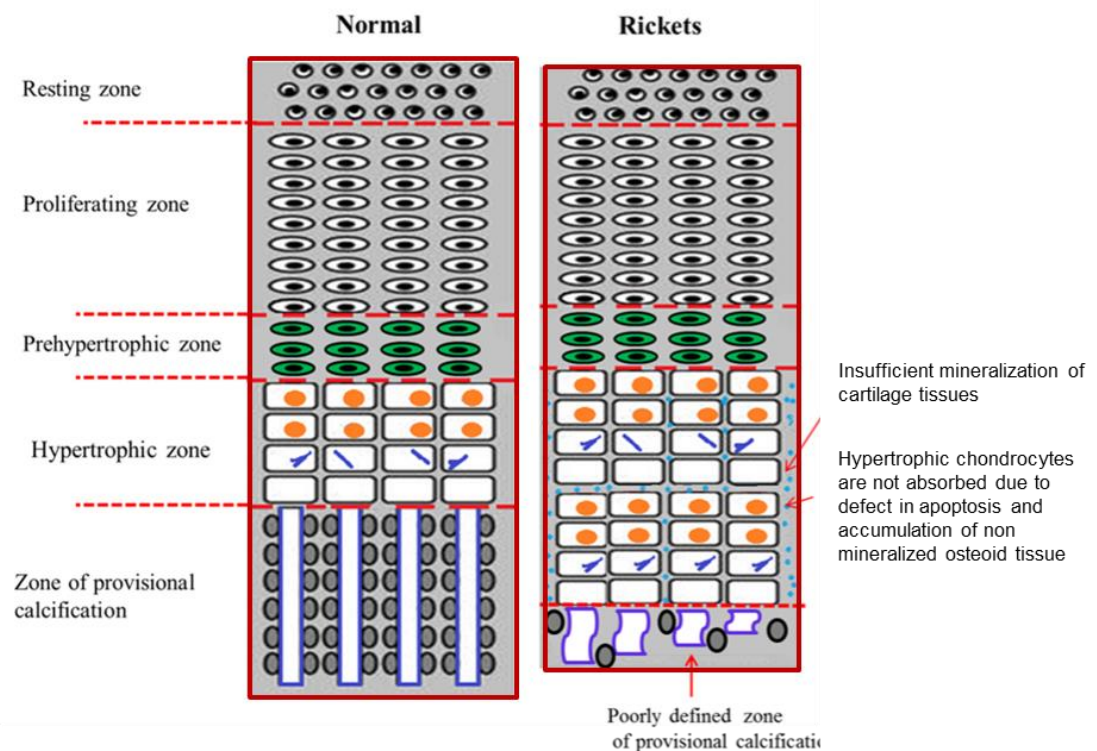 Normal
Rickets
Resting zone
Proliferating zone
Prehypertrophic zone
Hypertrophic zone
Zone of provisional
calcification
Insufficient mineralization of
cartilage tissues
Hypertrophic chondrocytes
are not absorbed due to
defect in apoptosis and
accumulation of non
mineralized osteoid tissue
Poorly defined zone
of provisional calcificatio